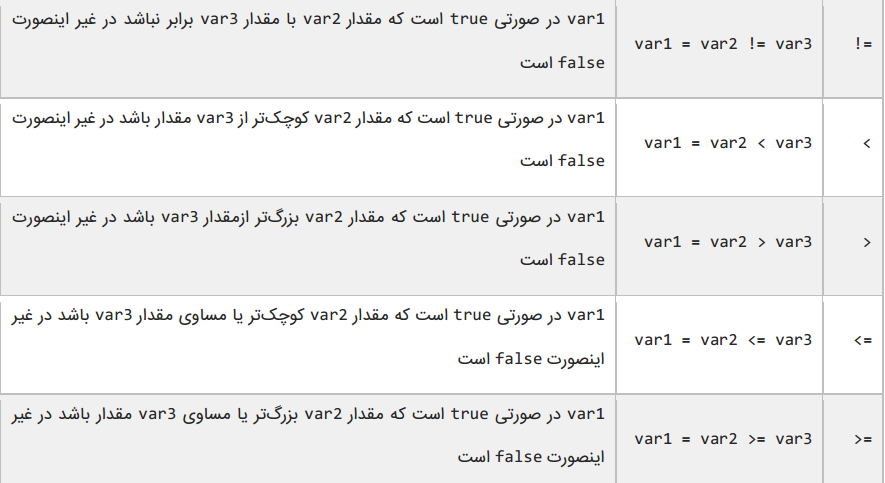 !=
var1 = var2 != var3
var1 در صورتی true است که مقدار var2 با مقدار var3 برابر نباشد در غیر اینصورت
false است
<
var1 = var2 < var3
var1 در صورتی true است که مقدار var2 کوچک‌تر از var3 مقدار باشد در غیر اینصورت
false است
>
var1 = var2 > var3
var1 در صورتی true است که مقدار var2 بزرگ‌تر ازمقدار var3 باشد در غیر اینصورت
false است
<=
var1 = var2 <= var3
var1 در صورتی true است که مقدار var2 کوچک‌تر یا مساوی مقدار var3 باشد در غیر
اینصورت false است
>=
var1 = var2 >= var3
var1 در صورتی true است که مقدار var2 بزرگ‌تر یا مساوی var3 مقدار باشد در غیر
اینصورت false است